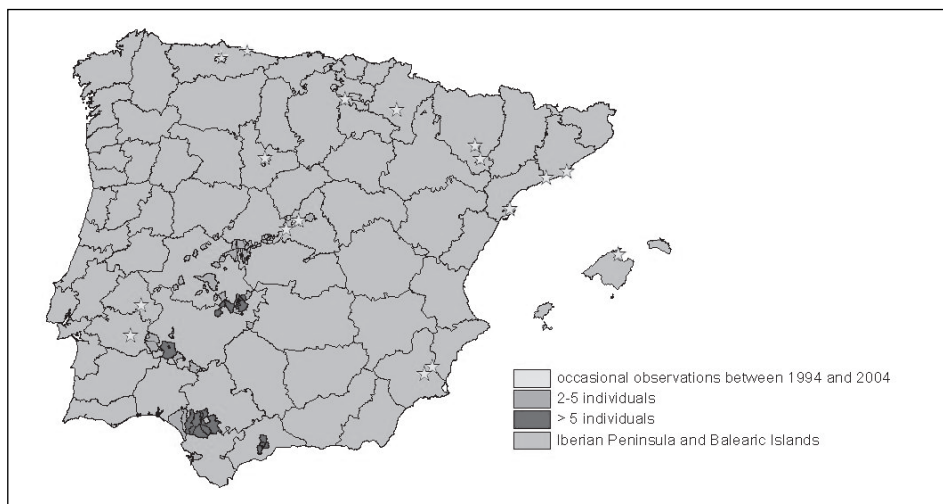 occasional observations between 1994 and 2004
2-5 individuals
> 5 individuals
Iberian Peninsula and Balearic Islands